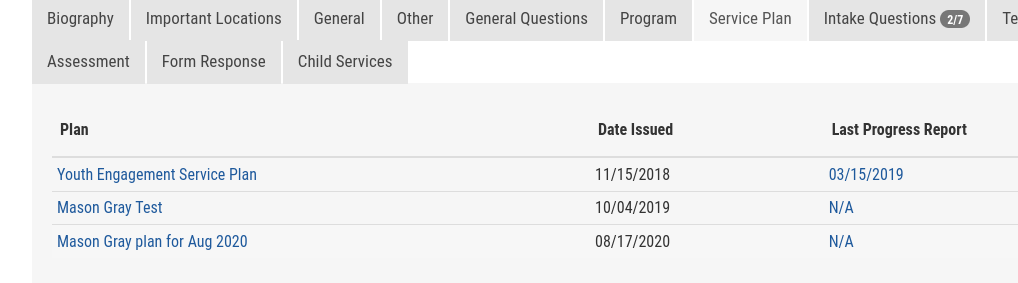 Biography Important Locations General Other General Questions Program Service Plan Intake Questions 2/7
Assessment Form Response Child Services
Plan Date Issued Last Progress Report
Youth Engagement Service Plan 11/15/2018 03/15/2019
Mason Gray Test 10/04/2019 N/A
Mason Gray plan for Aug 2020 08/17/2020 N/A